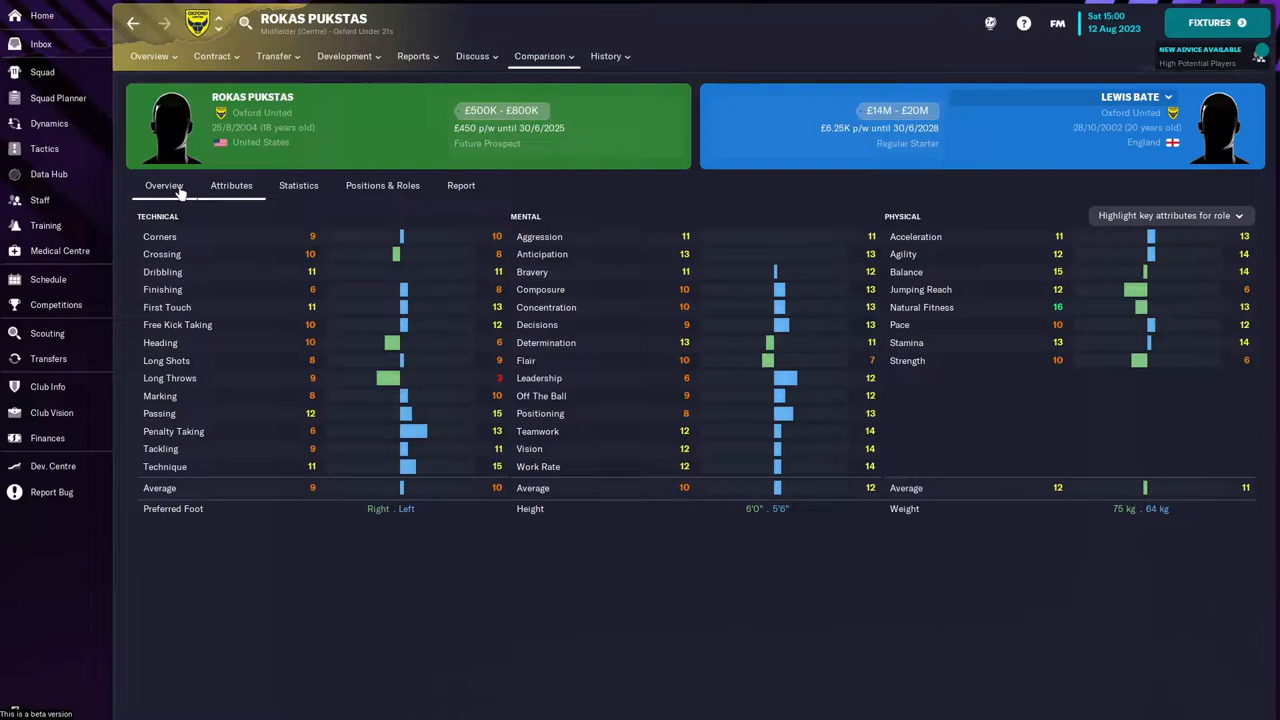 Home
Inbox
Squad
Squad Planner
Dynamics
Tactics
Data Hub
Staff
Training
Medical Centre
Schedule
Competitions
Scouting
Transfers
Club Info
Club Vision
Finances
Dev. Centre
Report Bug
This is a beta version
ROKAS PUKSTAS
Midfielder (Centre) - Oxford Under 21s
FM
Sat 15:00
12 Aug 2023
FIXTURES
NEW ADVICE AVAILABLE
High Potential Players
Overview Contract Transfer Development Reports Discuss Comparison History
ROKAS PUKSTAS
Oxford United
25/8/2004 (18 years old)
United States
£500K - £800K
£450 p/w until 30/6/2025
Future Prospect
£14M - £20M
£6.25K p/w until 30/6/2028
Regular Starter
LEWIS BATE
Oxford United
28/10/2002 (20 years old)
England
Overview Attributes Statistics Positions & Roles Report
Highlight key attributes for role
TECHNICAL
Corners 9 10
Crossing 10 8
Dribbling 11 11
Finishing 6 8
First Touch 11 13
Free Kick Taking 10 12
Heading 10 6
Long Shots 8 9
Long Throws 9 3
Marking 8 10
Passing 12 15
Penalty Taking 6 13
Tackling 9 11
Technique 11 15
Average 9 10
Preferred Foot Right . Left
MENTAL
Aggression 11 11
Anticipation 13 13
Bravery 11 12
Composure 10 13
Concentration 10 13
Decisions 9 13
Determination 13 11
Flair 10 7
Leadership 6 12
Off The Ball 9 12
Positioning 8 13
Teamwork 12 14
Vision 12 14
Work Rate 12 14
Average 10 12
Height 6'0" . 5'6"
PHYSICAL
Acceleration 11 13
Agility 12 14
Balance 15 14
Jumping Reach 12 6
Natural Fitness 16 13
Pace 10 12
Stamina 13 14
Strength 10 6
Average 12 11
Weight 75 kg . 64 kg